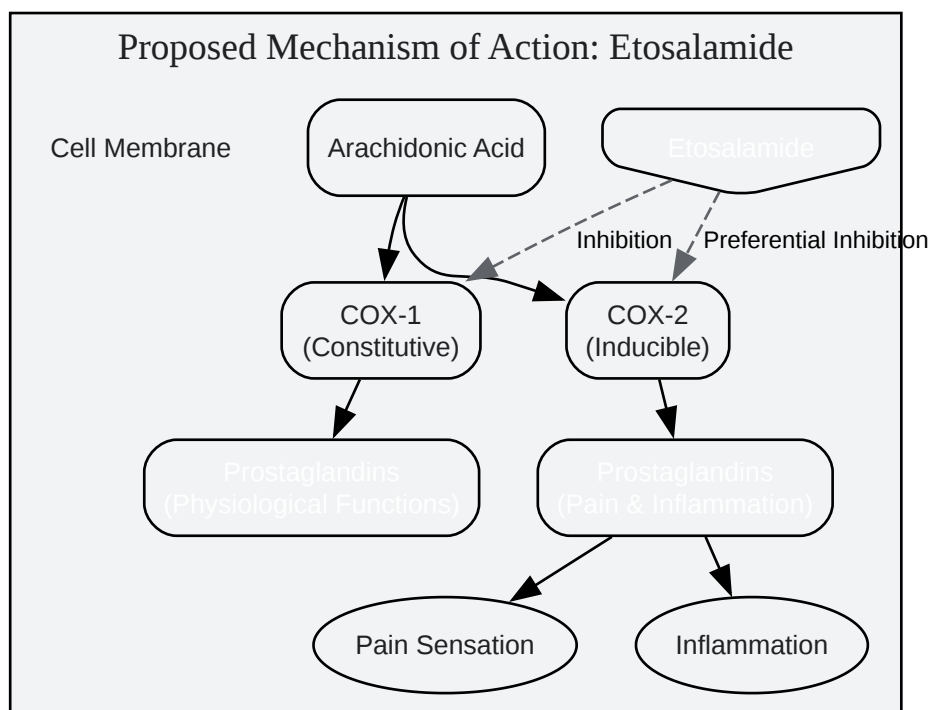 Proposed Mechanism of Action: Etosalamide
Cell Membrane
Arachidonic Acid
Etosalamide
Inhibition
Preferential Inhibition
COX-1
(Constitutive)
COX-2
(Inducible)
Prostaglandins
(Physiological Functions)
Prostaglandins
(Pain & Inflammation)
Pain Sensation
Inflammation